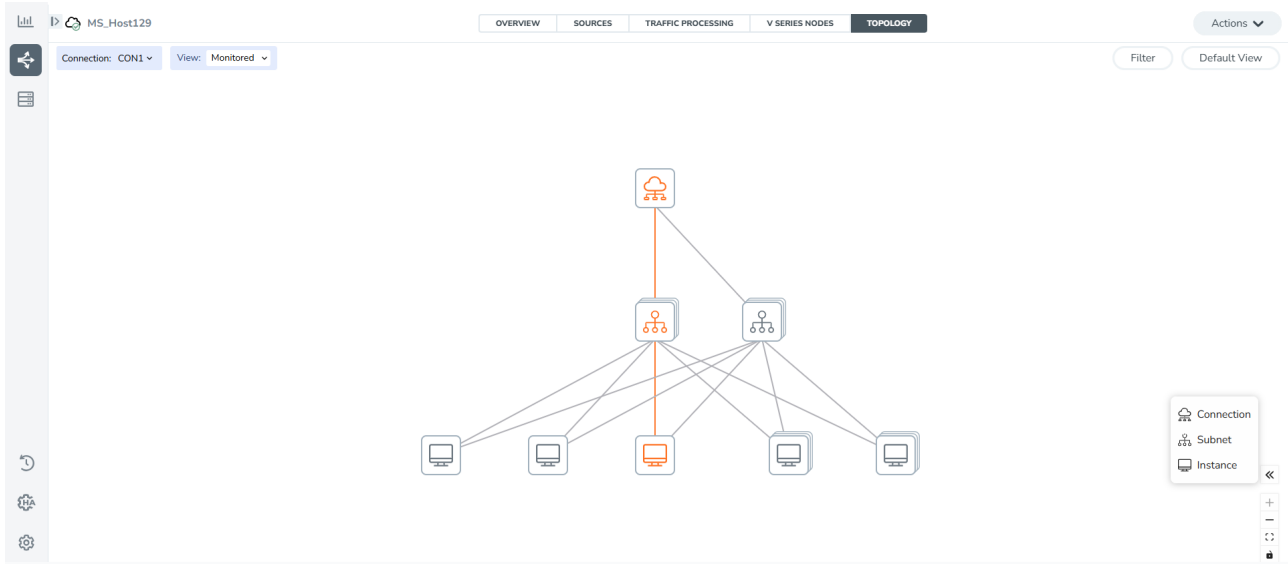 MS_Host129
OVERVIEW SOURCES TRAFFIC PROCESSING V SERIES NODES TOPOLOGY
Actions
Connection: CON1 View: Monitored
Filter Default View
Connection
Subnet
Instance
HA